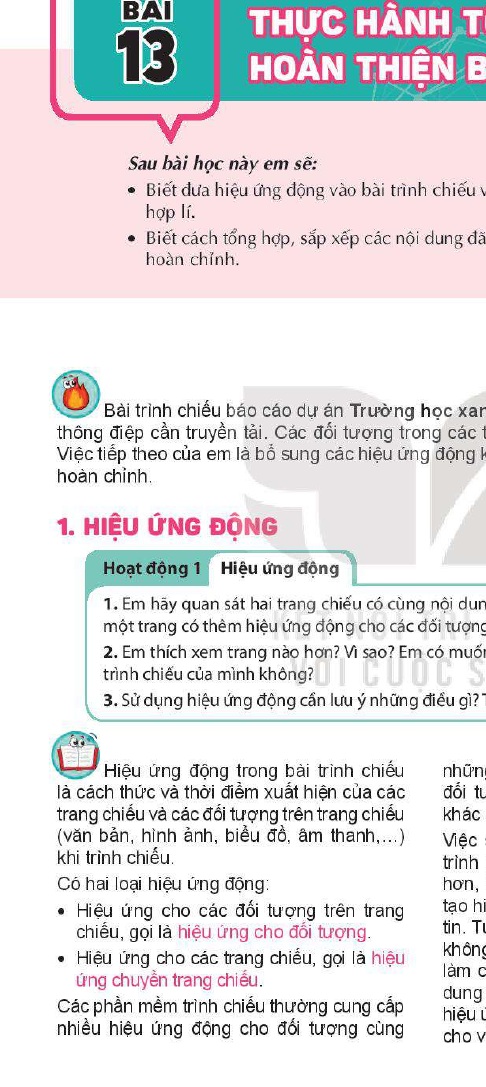 BÀI
13
THỰC HÀNH
HOÀN THIỆN
Sau bài học này em sẽ:
• Biết đưa hiệu ứng động vào bài trình chiếu
hợp lí.
• Biết cách tổng hợp, sắp xếp các nội dung đã
hoàn chỉnh.
Bài trình chiếu báo cáo dự án Trường học
thông điệp cần truyền tải. Các đối tượng trong các
Việc tiếp theo của em là bổ sung các hiệu ứng động
hoàn chỉnh.
1. HIỆU ỨNG ĐỘNG
Hoạt động 1 Hiệu ứng động
1. Em hãy quan sát hai trang chiếu có cùng nội
một trang có thêm hiệu ứng động cho các đối tượng
2. Em thích xem trang nào hơn? Vì sao? Em có
trình chiếu của mình không?
3. Sử dụng hiệu ứng động cần lưu ý những điều gì?
KẾT NỐI TRI
VỚI CUỘC
Hiệu ứng động trong bài trình chiếu
là cách thức và thời điểm xuất hiện của các
trang chiếu và các đối tượng trên trang chiếu
(văn bản, hình ảnh, biểu đồ, âm thanh,...)
khi trình chiếu.
Có hai loại hiệu ứng động:
• Hiệu ứng cho các đối tượng trên trang
chiếu, gọi là hiệu ứng cho đối tượng.
• Hiệu ứng cho các trang chiếu, gọi là hiệu
ứng chuyển trang chiếu.
Các phần mềm trình chiếu thường cung cấp
nhiều hiệu ứng động cho đối tượng cùng
những
đối
khác
Việc
trình
hơn,
tạo
tin.
không
làm
dung
hiệu
cho